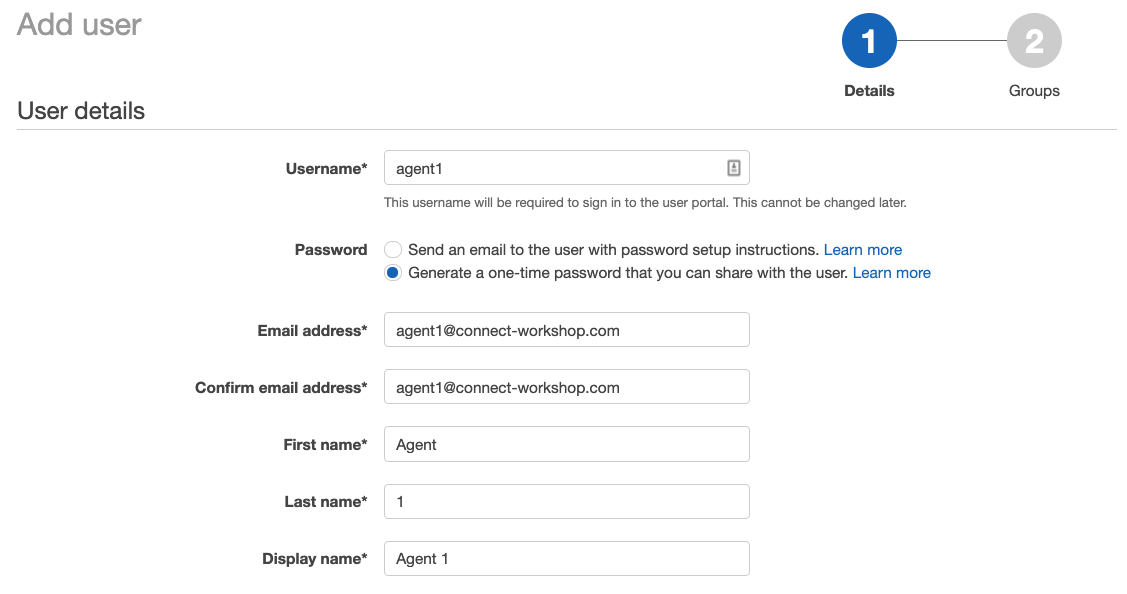 Add user
1
2
Details
Groups
User details
Username*
agent1
This username will be required to sign in to the user portal. This cannot be changed later.
Password
Send an email to the user with password setup instructions. Learn more
Generate a one-time password that you can share with the user. Learn more
Email address*
agent1@connect-workshop.com
Confirm email address*
agent1@connect-workshop.com
First name*
Agent
Last name*
1
Display name*
Agent 1